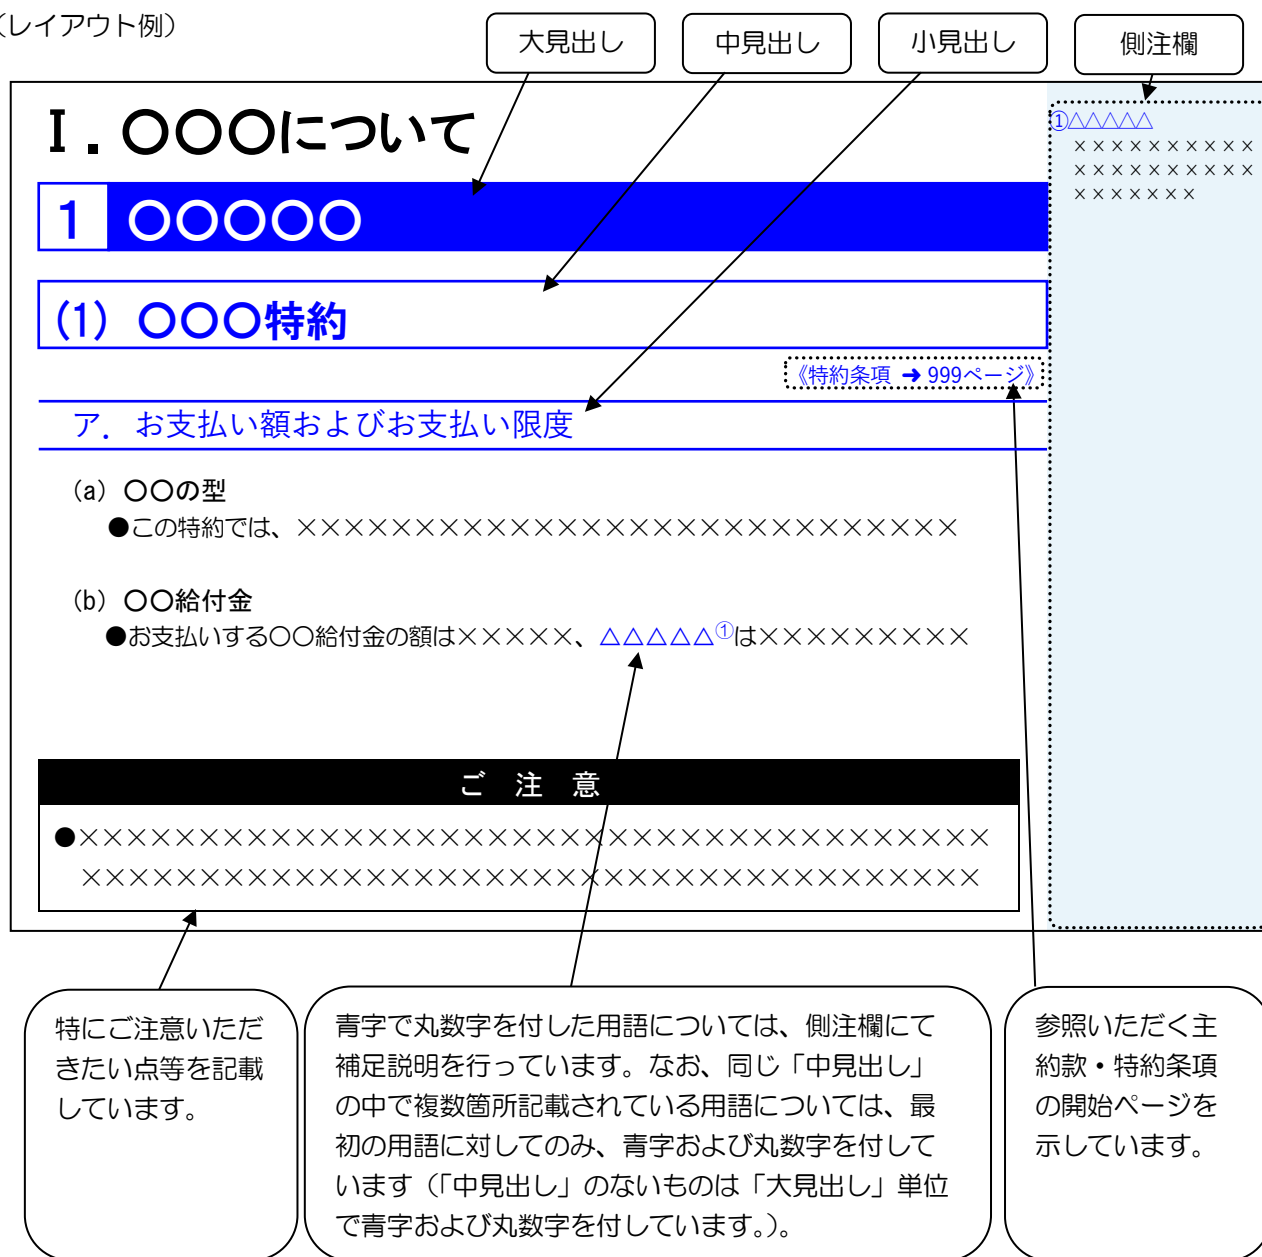 （レイアウト例）
大見出し
中見出し
小見出し
側注欄
Ⅰ．〇〇〇について
1 〇〇〇〇〇
(1) 〇〇〇特約
《特約条項 ➜ 999ページ》
ア．お支払い額およびお支払い限度
(a) 〇〇の型
●この特約では、××××××××××××××××××××××××××××
(b) 〇〇給付金
●お支払いする〇〇給付金の額は×××××、△△△△△①は×××××××××
ご 注 意
●××××××××××××××××××××××××××××××××××××××
××××××××××××××××××××××××××××××××××××××
①△△△△△
××××××××××
××××××××××
×××××××
特にご注意いただ
きたい点等を記載
しています。
青字で丸数字を付した用語については、側注欄にて
補足説明を行っています。なお、同じ「中見出し」
の中で複数箇所記載されている用語については、最
初の用語に対してのみ、青字および丸数字を付して
います（「中見出し」のないものは「大見出し」単位
で青字および丸数字を付しています。）。
参照いただく主
約款・特約条項
の開始ページを
示しています。